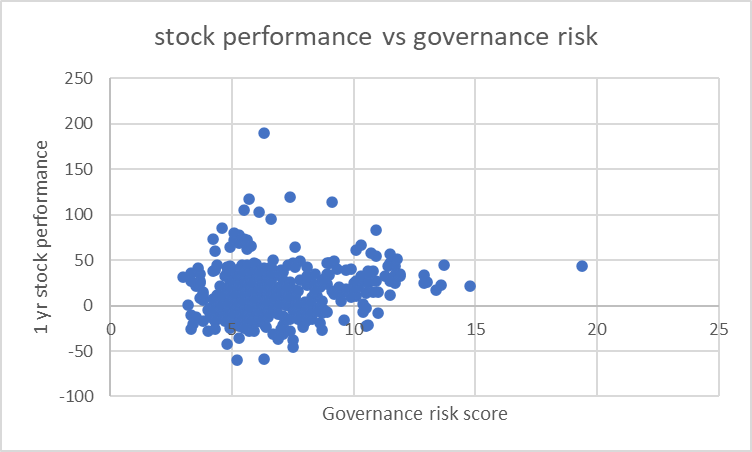 stock performance vs governance risk
250
200
150
100
50
0
-50
-100
0 5 10 15 20 25
1 yr stock performance
Governance risk score